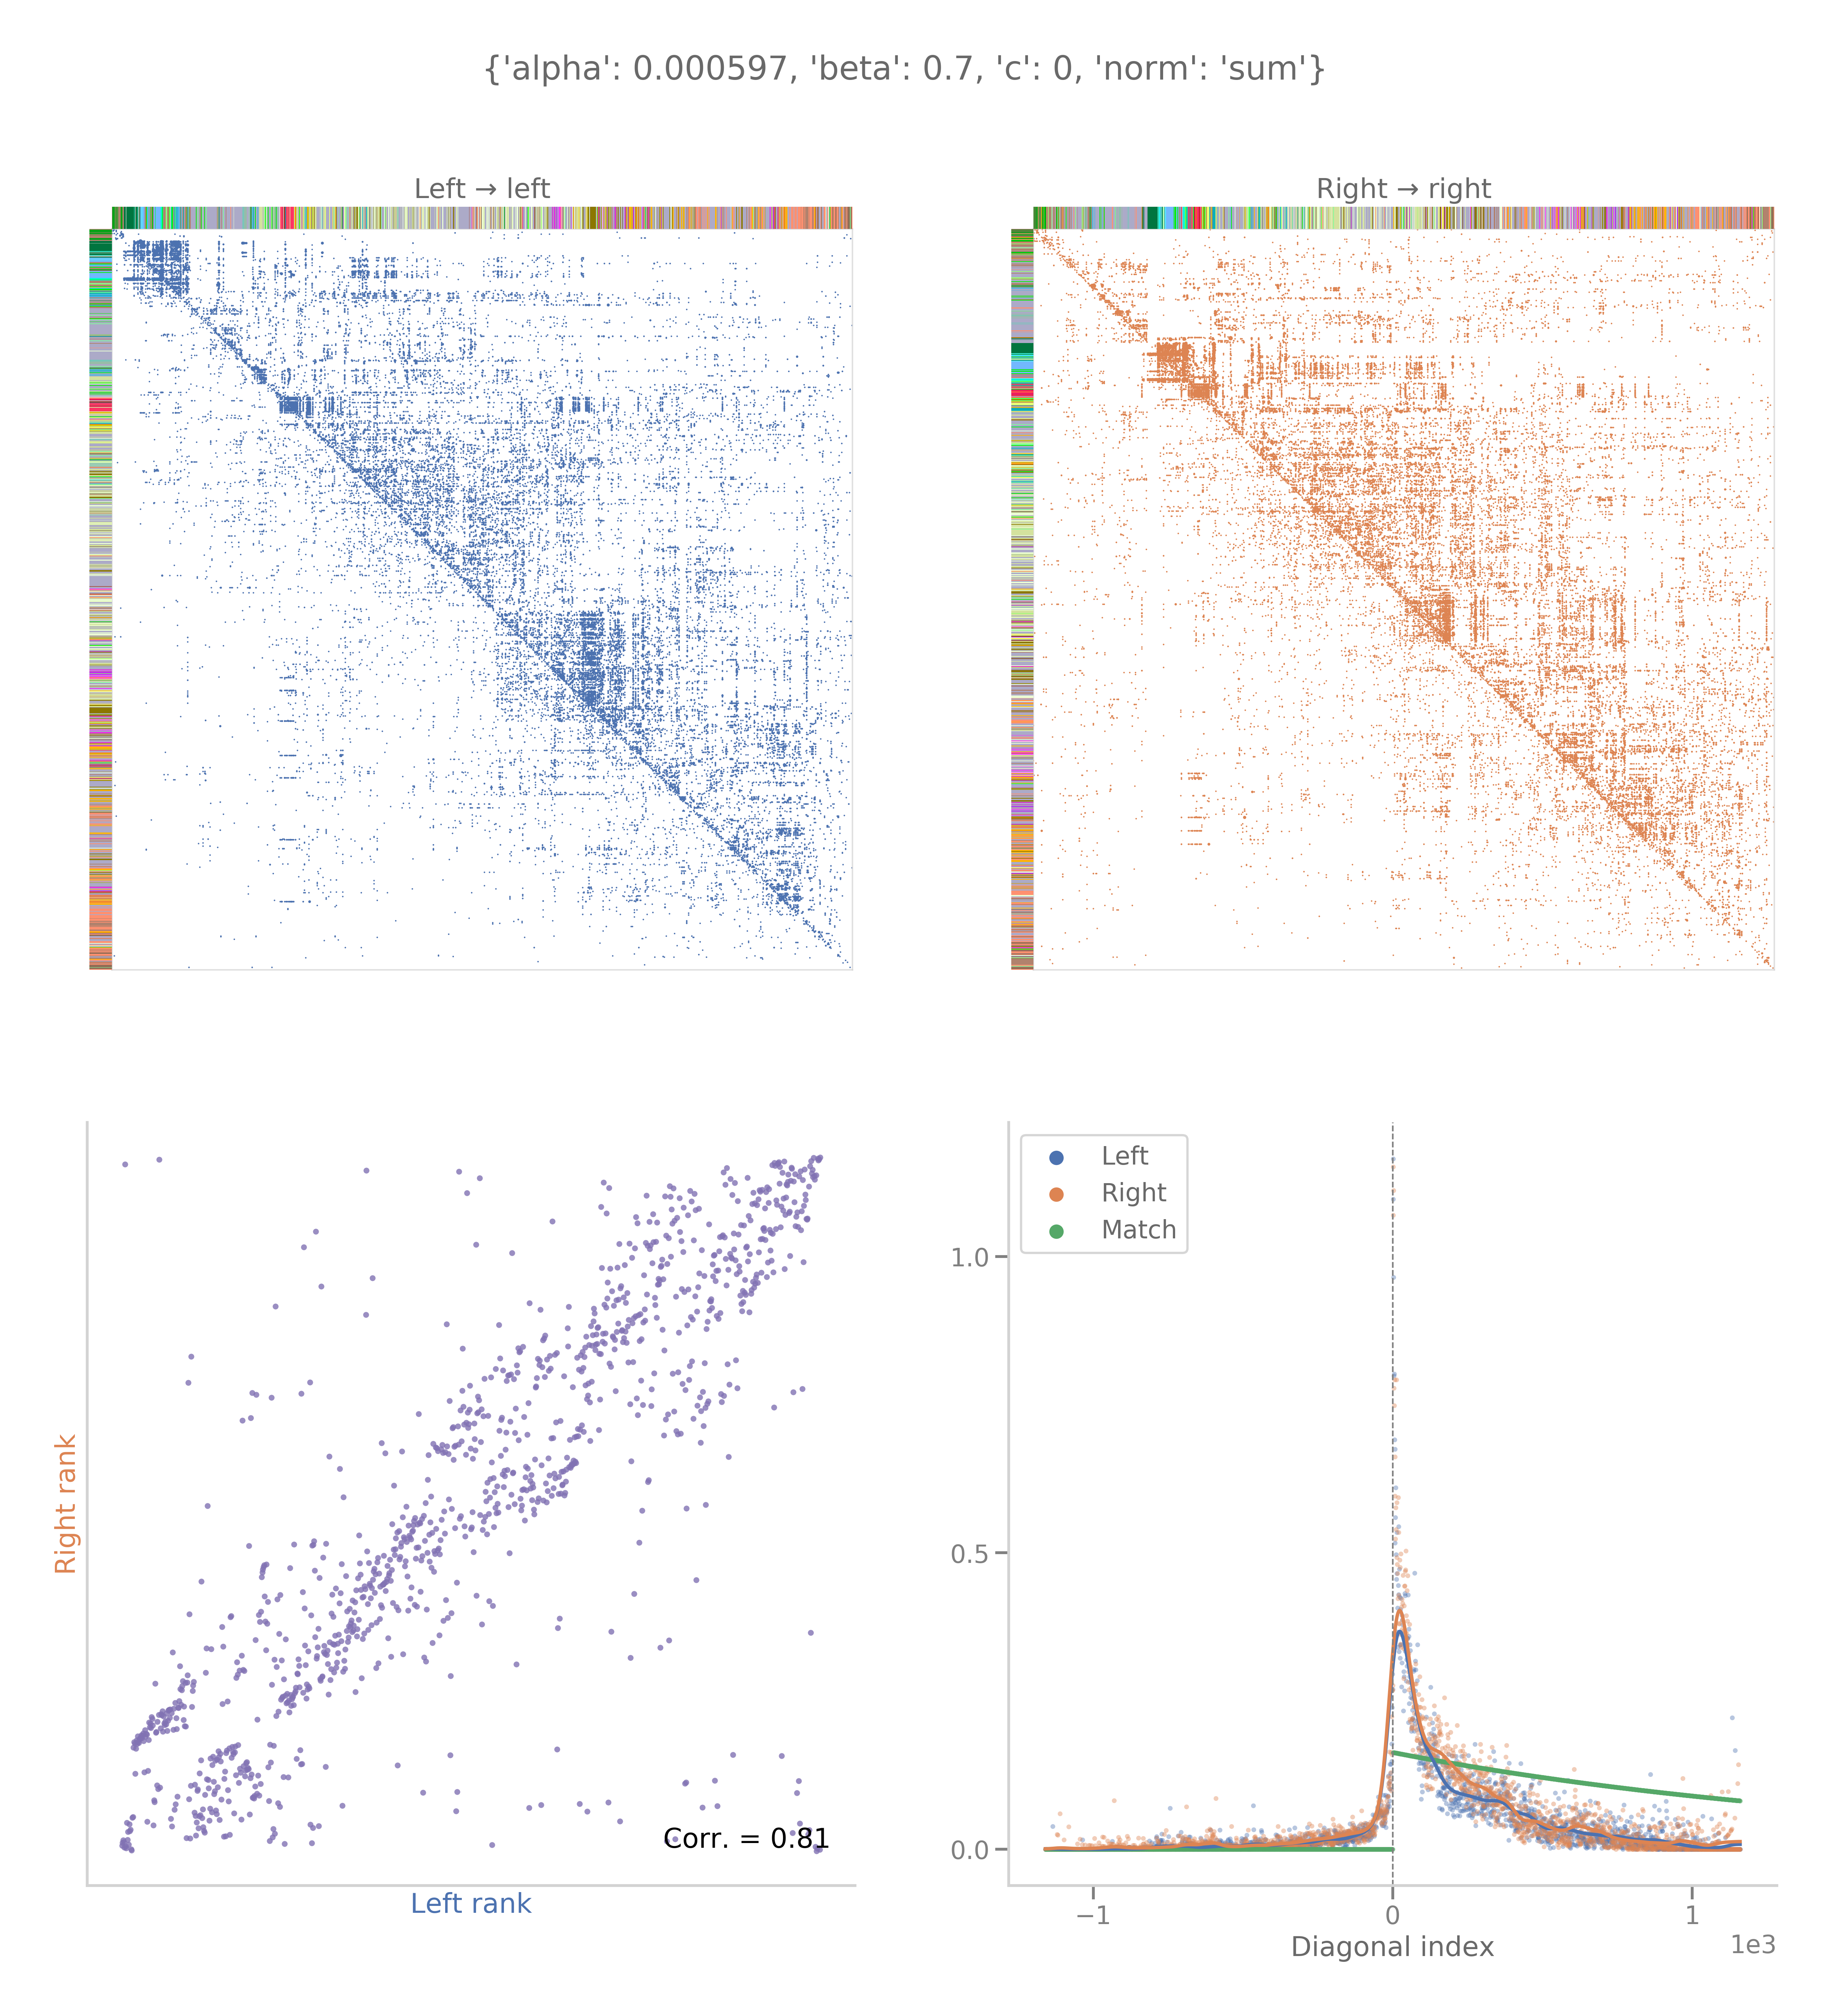 {'alpha': 0.000597, 'beta': 0.7, 'c': 0, 'norm': 'sum'}
Left → left
Right → right
Right rank
Corr. = 0.81
Left rank
Left
Right
Match
1.0
0.5
0.0
−1
0
1
Diagonal index
1e3